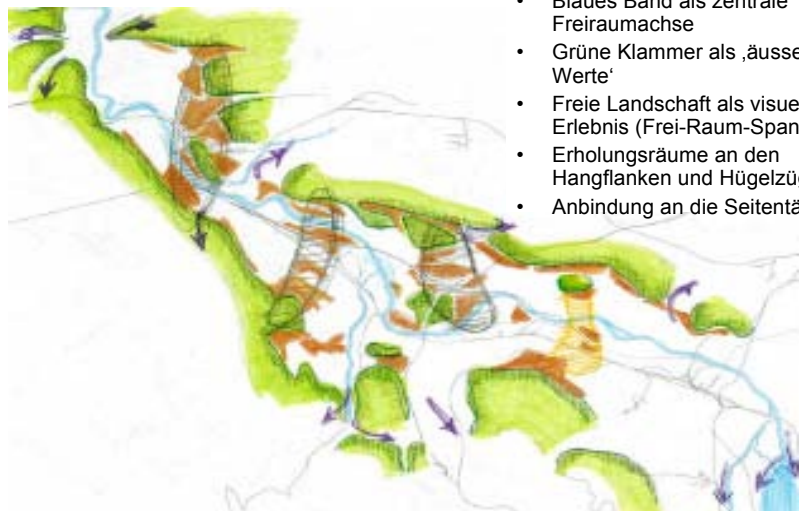 • Blaues Band als zentrale
Freiraumachse
• Grüne Klammer als ‚äusse
Werte‘
• Freie Landschaft als visue
Erlebnis (Frei-Raum-Span
• Erholungsräume an den
Hangflanken und Hügelzü
• Anbindung an die Seitentä